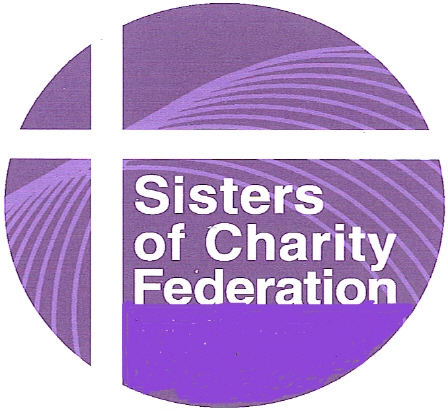 Sisters
of Charity
Federation